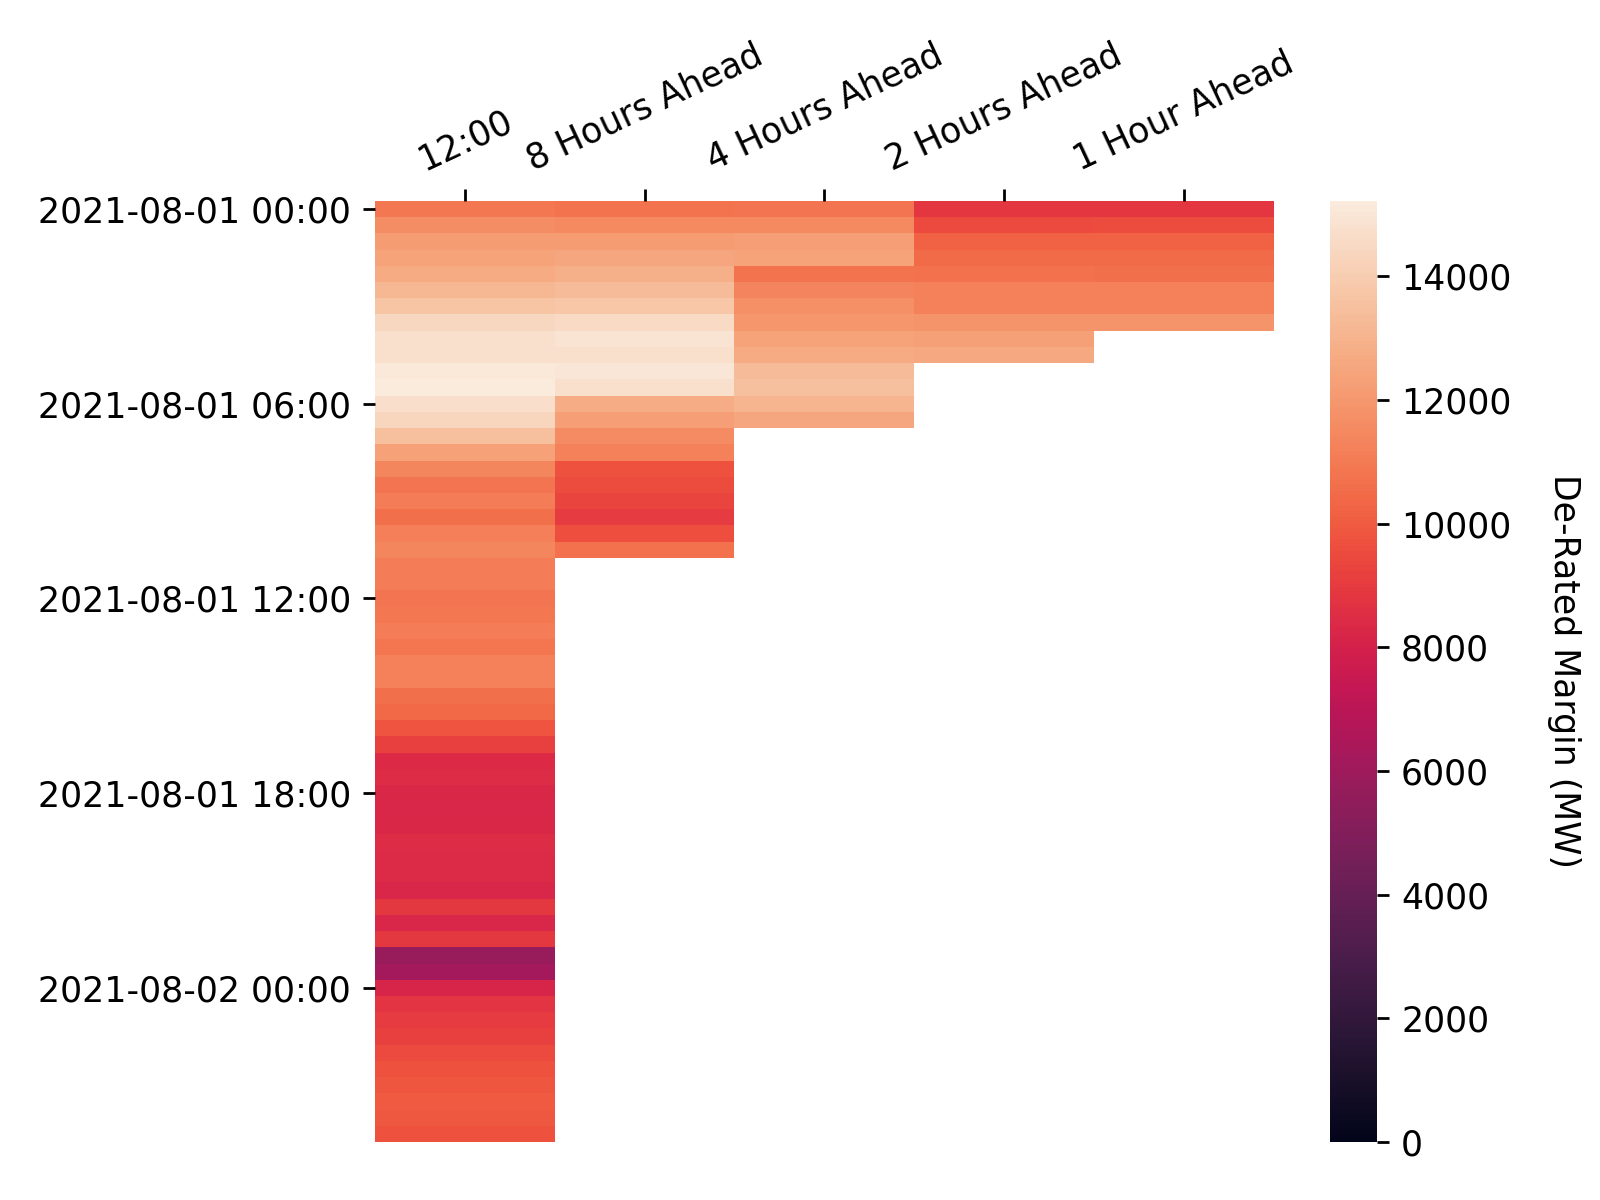 12:00
8 Hours Ahead
4 Hours Ahead
2 Hours Ahead
1 Hour Ahead
2021-08-01 00:00
2021-08-01 06:00
2021-08-01 12:00
2021-08-01 18:00
2021-08-02 00:00
14000
12000
10000
8000
6000
4000
2000
0
De-Rated Margin (MW)